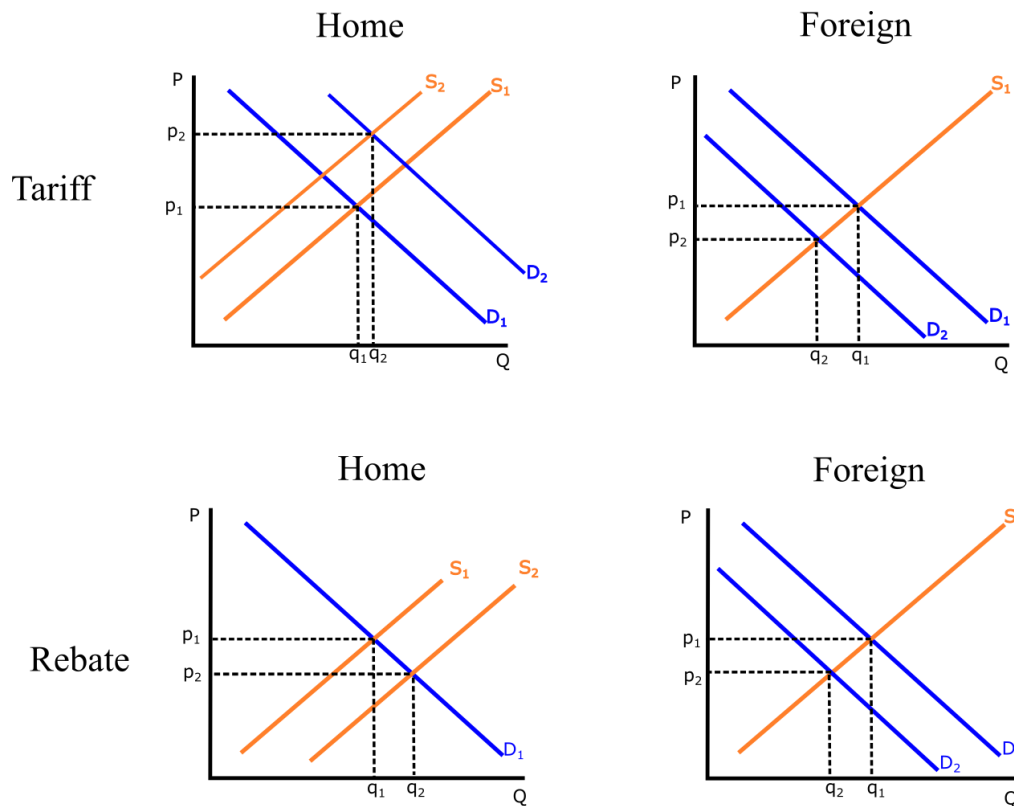 Home
Foreign
Tariff
P
S₂
S₁
p₂
p₁
D₂
D₁
q₁
q₂
Q
P
S₁
p₁
p₂
D₂
D₁
q₂
q₁
Q
Home
Foreign
Rebate
P
S₁
S₂
p₁
p₂
D₁
q₁
q₂
Q
P
S
p₁
p₂
D₂
D
q₂
q₁
Q